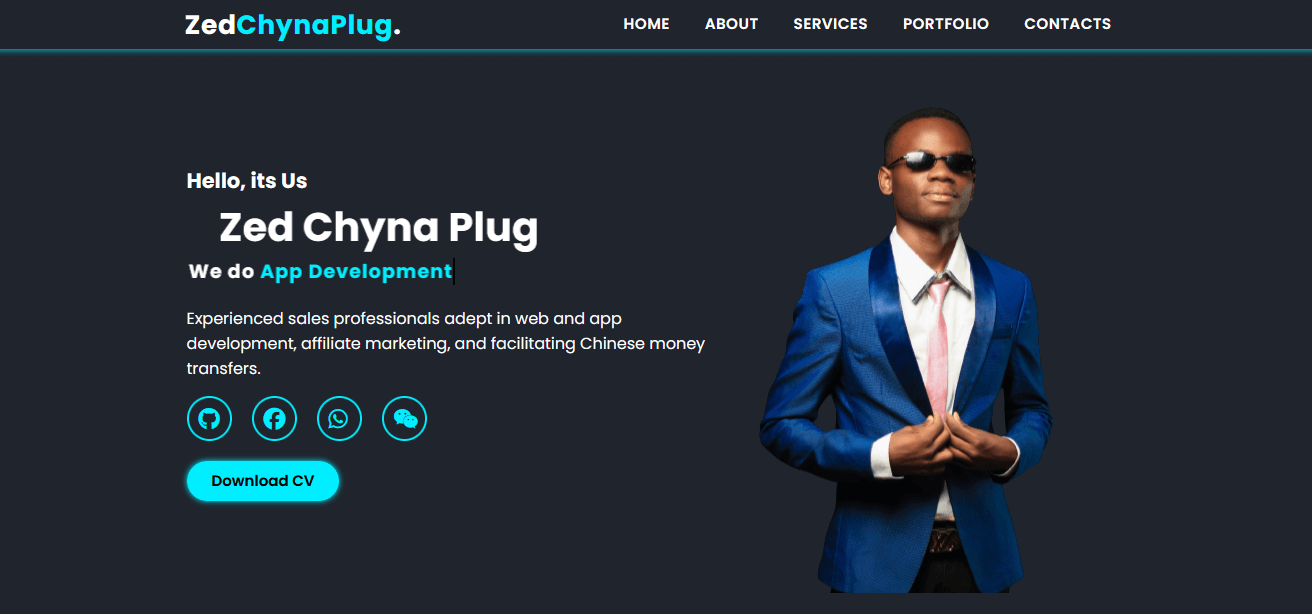 ZedChynaPlug.
HOME ABOUT SERVICES PORTFOLIO CONTACTS
Hello, its Us
Zed Chyna Plug
We do App Development
Experienced sales professionals adept in web and app
development, affiliate marketing, and facilitating Chinese money
transfers.
Download CV